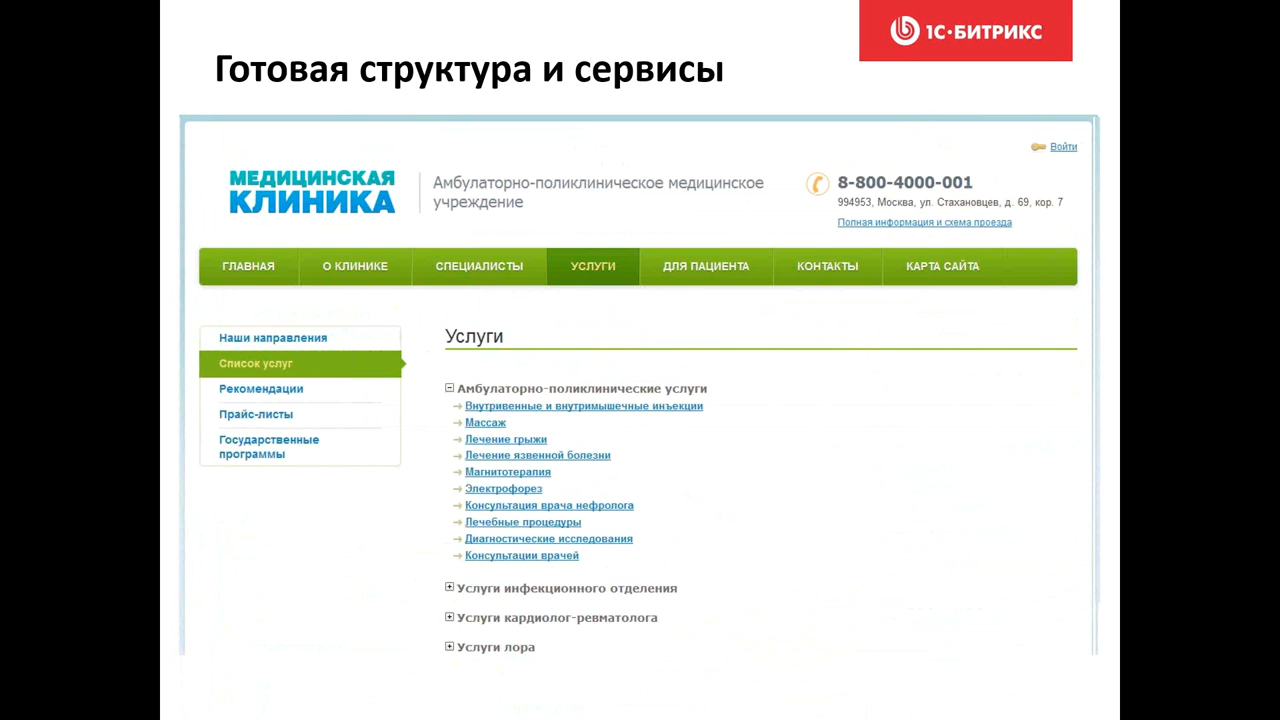 1С·БИТРИКС
Готовая структура и сервисы
Войти
МЕДИЦИНСКАЯ
КЛИНИКА
Амбулаторно-поликлиническое медицинское
учреждение
8-800-4000-001
994953, Москва, ул. Стахановцев, д. 69, кор. 7
Полная информация и схема проезда
ГЛАВНАЯ О КЛИНИКЕ СПЕЦИАЛИСТЫ УСЛУГИ ДЛЯ ПАЦИЕНТА КОНТАКТЫ КАРТА САЙТА
Наши направления
Список услуг
Рекомендации
Прайс-листы
Государственные
программы
Услуги
Амбулаторно-поликлинические услуги
Внутривенные и внутримышечные инъекции
Массаж
Лечение грыжи
Лечение язвенной болезни
Магнитотерапия
Электрофорез
Консультация врача нефролога
Лечебные процедуры
Диагностические исследования
Консультации врачей
Услуги инфекционного отделения
Услуги кардиолог-ревматолога
Услуги лора